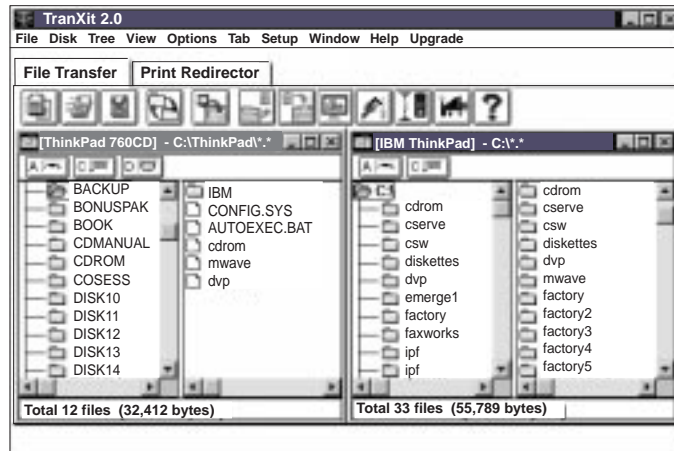 TranXit 2.0
File Disk Tree View Options Tab Setup Window Help Upgrade
File Transfer Print Redirector
?
[ThinkPad 760CD] - C:\ThinkPad\*.*
A C D
BACKUP
BONUSPAK
BOOK
CDMANUAL
CDROM
COSESS
DISK10
DISK11
DISK12
DISK13
DISK14
IBM
CONFIG.SYS
AUTOEXEC.BAT
cdrom
mwave
dvp
Total 12 files (32,412 bytes)
[IBM ThinkPad] - C:\*.*
A C
C:\
cdrom
cserve
csw
diskettes
dvp
emerge1
factory
faxworks
ipf
ipf
cdrom
cserve
csw
diskettes
dvp
mwave
factory
factory2
factory3
factory4
factory5
Total 33 files (55,789 bytes)